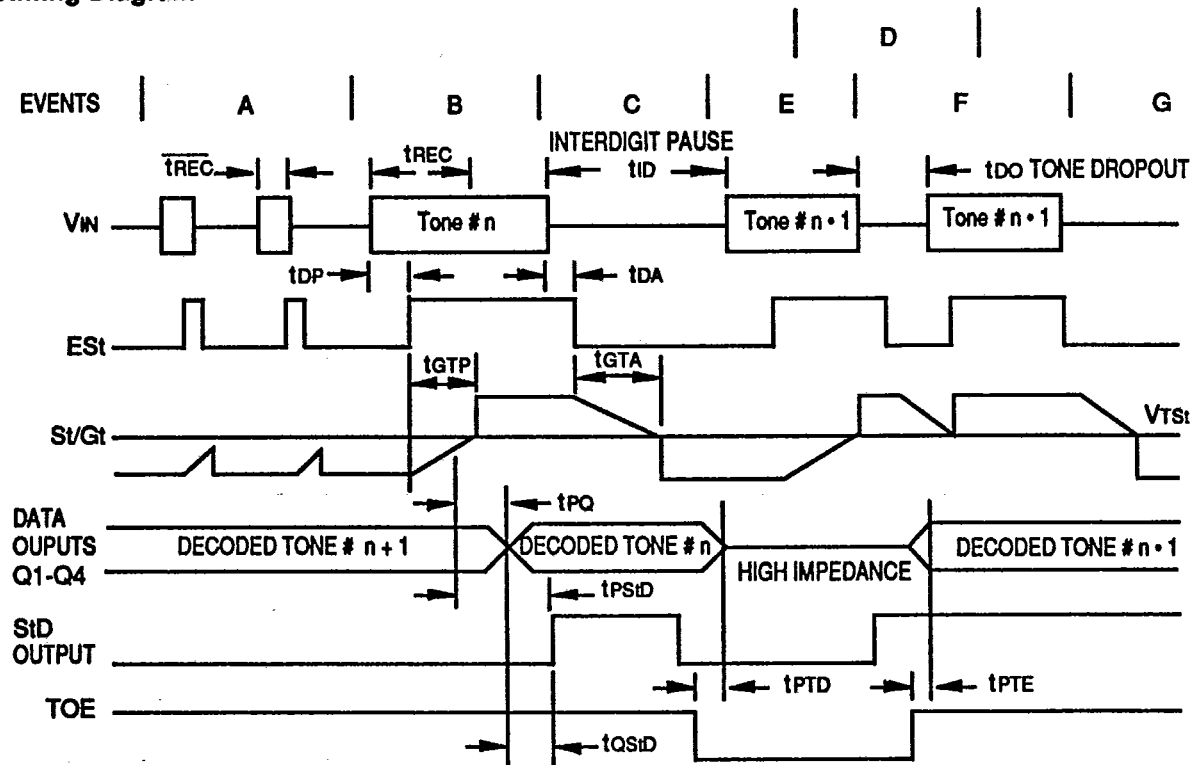 D
EVENTS A B C E F G
INTERDIGIT PAUSE
tREC tREC tID tDO TONE DROPOUT
VIN Tone # n Tone # n • 1 Tone # n • 1
tDP tDA
ESt
tGTP tGTA
St/Gt VTSt
tPQ
DATA
OUPUTS
Q1-Q4
DECODED TONE # n + 1 DECODED TONE # n HIGH IMPEDANCE DECODED TONE # n • 1
tPStD
StD
OUTPUT
tPTD tPTE
TOE
tQStD